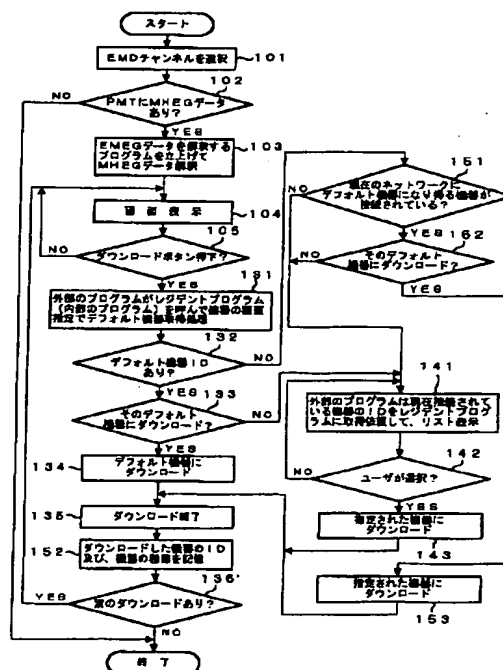 スタート
EMDチャンネルを選択
101
102
PMTにMHEGデータ
あり?
NO
YES
EMEGデータを解釈する
プログラムを立上げて
MHEGデータ解釈
103
画面表示
104
105
ダウンロードボタン押下?
NO
YES
131
外部のプログラムがレジデントプログラム
(内部のプログラム)を呼んで機器の種類
指定でデフォルト機器取得処理
132
デフォルト機器ID
あり?
NO
YES
133
そのデフォルト
機器にダウンロード?
NO
YES
134
デフォルト機器に
ダウンロード
135
ダウンロード終了
152
ダウンロードした機器のID
及び、機器の種類を記憶
136'
次のダウンロードあり?
YES
NO
終了
151
現在のネットワークに
デフォルト機器になり得る機器が
接続されている?
NO
YES
152
そのデフォルト
機器にダウンロード?
NO
YES
141
外部のプログラムは現在接続されて
いる機器のIDをレジデントプログ
ラムに取得依頼して、リスト表示
142
ユーザが選択?
NO
YES
指定された機器に
ダウンロード
143
指定された機器に
ダウンロード
153